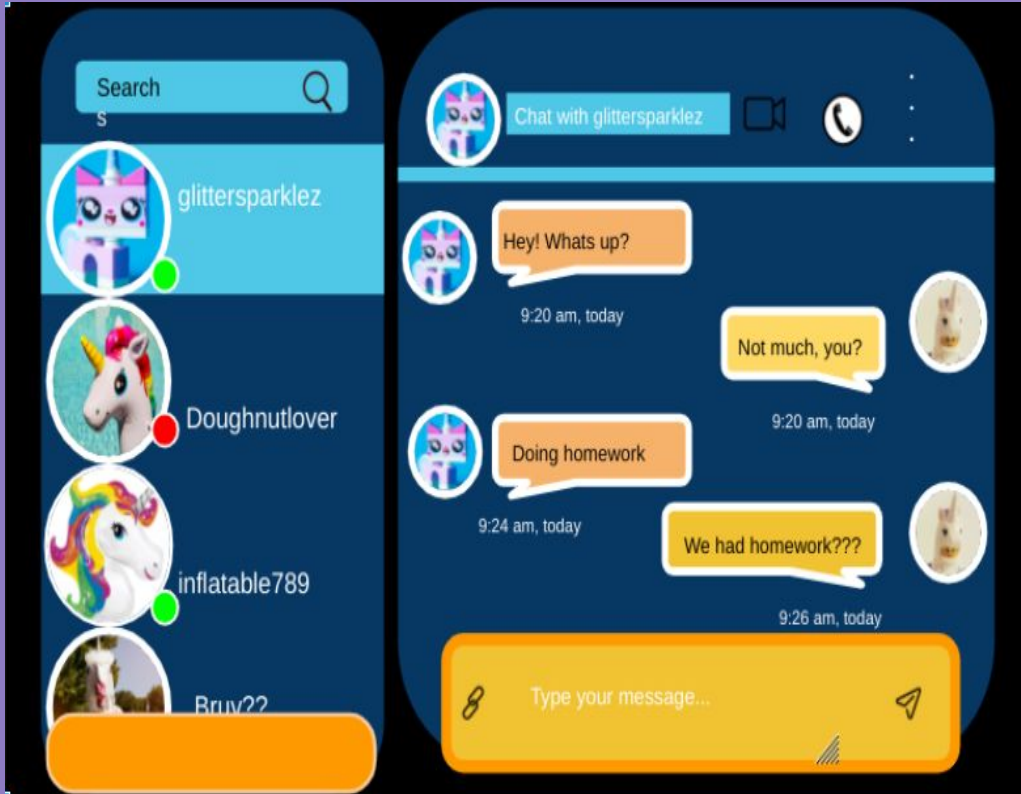 Search
s
glittersparklez
Doughnutlover
inflatable789
Bruv??
Chat with glittersparklez
Hey! Whats up?
9:20 am, today
Not much, you?
9:20 am, today
Doing homework
9:24 am, today
We had homework???
9:26 am, today
Type your message...